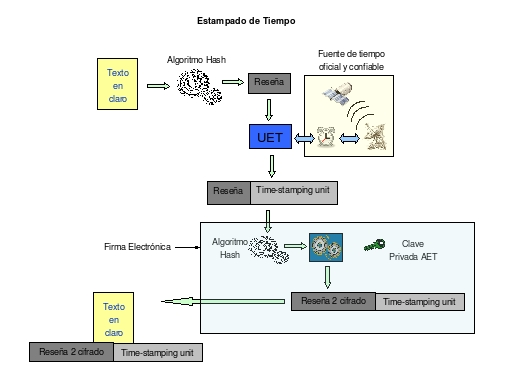 Estampado de Tiempo
Fuente de tiempo
oficial y confiable
Algoritmo Hash
Texto
en
claro
Reseña
UET
Reseña
Time-stamping unit
Firma Electrónica
Algoritmo
Hash
Clave
Privada AET
Reseña 2 cifrado
Time-stamping unit
Texto
en
claro
Reseña 2 cifrado
Time-stamping unit